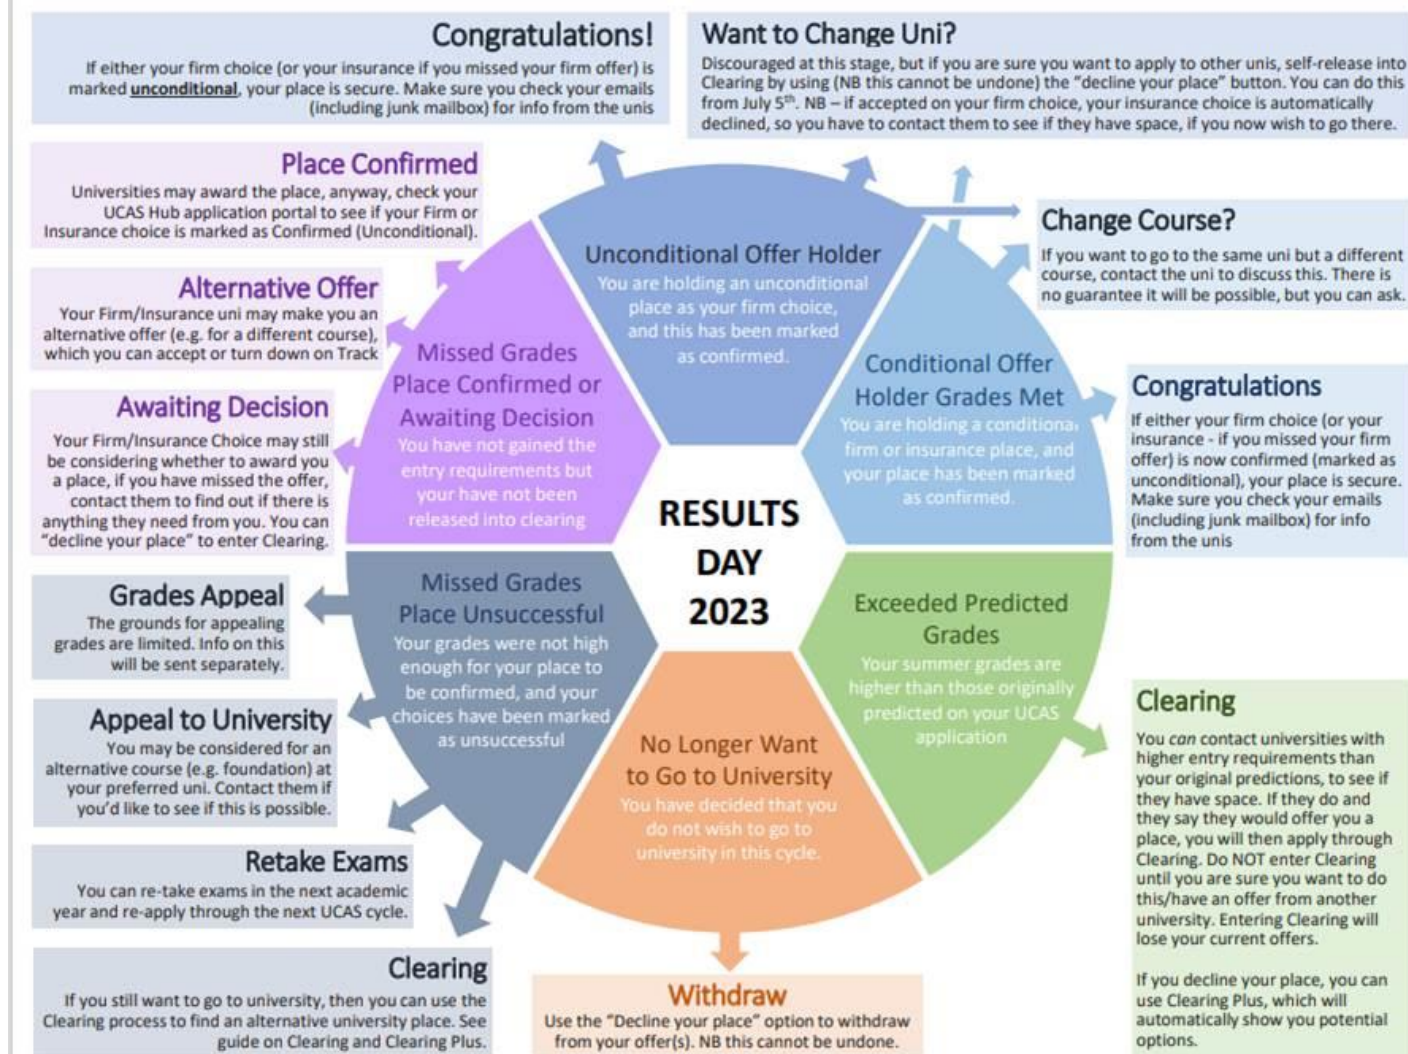 Congratulations!
If either your firm choice (or your insurance if you missed your firm offer) is
marked unconditional, your place is secure. Make sure you check your emails
(including junk mailbox) for info from the unis
Want to Change Uni?
Discouraged at this stage, but if you are sure you want to apply to other unis, self-release into
Clearing by using (NB this cannot be undone) the “decline your place” button. You can do this
from July 5th. NB – if accepted on your firm choice, your insurance choice is automatically
declined, so you have to contact them to see if they have space, if you now wish to go there.
Place Confirmed
Universities may award the place, anyway, check your
UCAS Hub application portal to see if your Firm or
Insurance choice is marked as Confirmed (Unconditional).
Alternative Offer
Your Firm/Insurance uni may make you an
alternative offer (e.g. for a different course),
which you can accept or turn down on Track
Awaiting Decision
Your Firm/Insurance Choice may still
be considering whether to award you
a place, if you have missed the offer,
contact them to find out if there is
anything they need from you. You can
“decline your place” to enter Clearing.
Grades Appeal
The grounds for appealing
grades are limited. Info on this
will be sent separately.
Appeal to University
You may be considered for an
alternative course (e.g. foundation) at
your preferred uni. Contact them if
you’d like to see if this is possible.
Retake Exams
You can re-take exams in the next academic
year and re-apply through the next UCAS cycle.
Clearing
If you still want to go to university, then you can use the
Clearing process to find an alternative university place. See
guide on Clearing and Clearing Plus.
Unconditional Offer Holder
You are holding an unconditional
place as your firm choice,
and this has been marked
as confirmed.
Missed Grades
Place Confirmed or
Awaiting Decision
You have not gained the
entry requirements but
your have not been
released into clearing
Conditional Offer
Holder Grades Met
You are holding a conditional
firm or insurance place, and
your place has been marked
as confirmed.
RESULTS
DAY
2023
Missed Grades
Place Unsuccessful
Your grades were not high
enough for your place to
be confirmed, and your
choices have been marked
as unsuccessful
Exceeded Predicted
Grades
Your summer grades are
higher than those originally
predicted on your UCAS
application
No Longer Want
to Go to University
You have decided that you
do not wish to go to
university in this cycle.
Withdraw
Use the “Decline your place” option to withdraw
from your offer(s). NB this cannot be undone.
Change Course?
If you want to go to the same uni but a different
course, contact the uni to discuss this. There is
no guarantee it will be possible, but you can ask.
Congratulations
If either your firm choice (or your
insurance - if you missed your firm
offer) is now confirmed (marked as
unconditional), your place is secure.
Make sure you check your emails
(including junk mailbox) for info
from the unis
Clearing
You can contact universities with
higher entry requirements than
your original predictions, to see if
they have space. If they do and
they say they would offer you a
place, you will then apply through
Clearing. Do NOT enter Clearing
until you are sure you want to do
this/have an offer from another
university. Entering Clearing will
lose your current offers.
If you decline your place, you can
use Clearing Plus, which will
automatically show you potential
options.